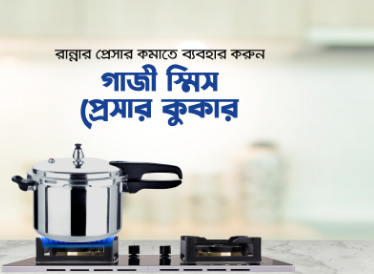 রান্নার প্রেসার কমাতে ব্যবহার করুন
গাজী স্মিস
প্রেসার কুকার